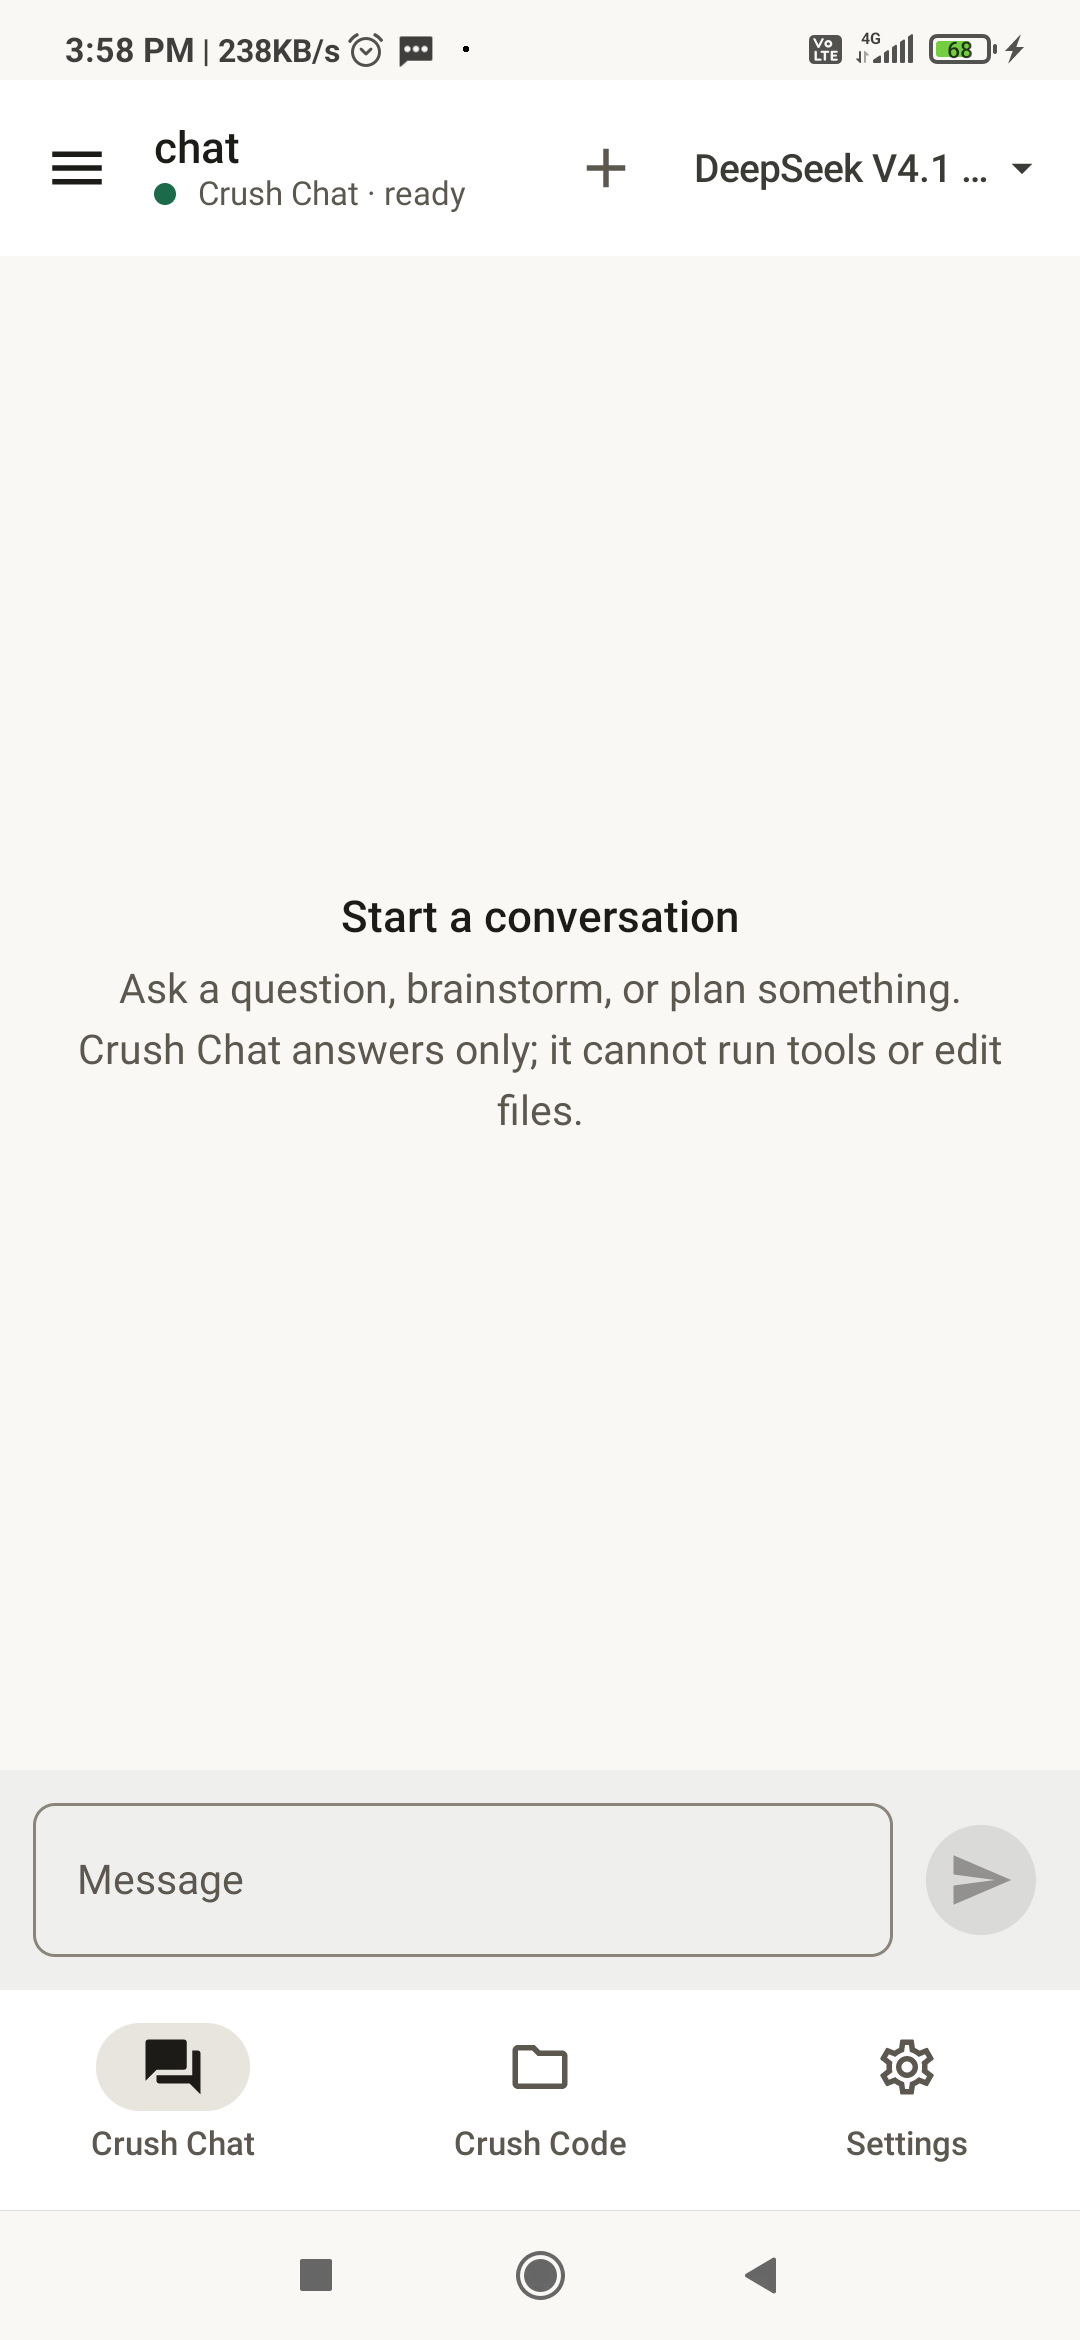 3:58 PM | 238KB/s
Vo LTE 4G 68
chat
Crush Chat · ready
DeepSeek V4.1 ...
Start a conversation
Ask a question, brainstorm, or plan something.
Crush Chat answers only; it cannot run tools or edit
files.
Message
Crush Chat
Crush Code
Settings